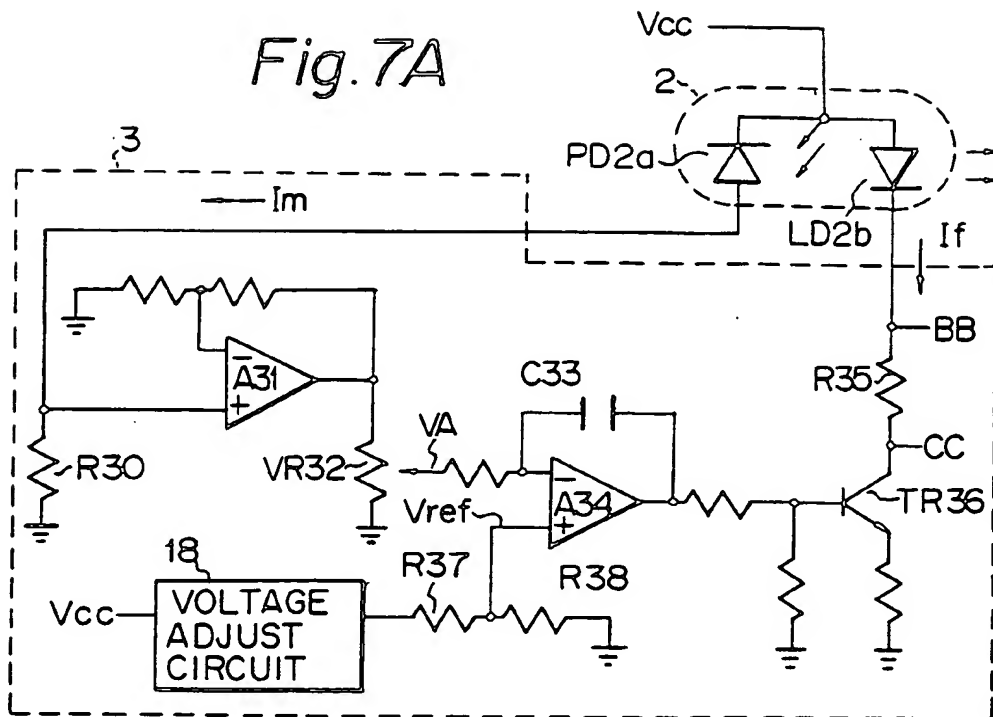 Fig. 7A
Vcc
2
3
PD2a
Im
LD2b
If
BB
A31
C33
R35
VA
CC
R30
VR32
A34
TR36
Vref
18
R37
R38
Vcc
VOLTAGE
ADJUST
CIRCUIT